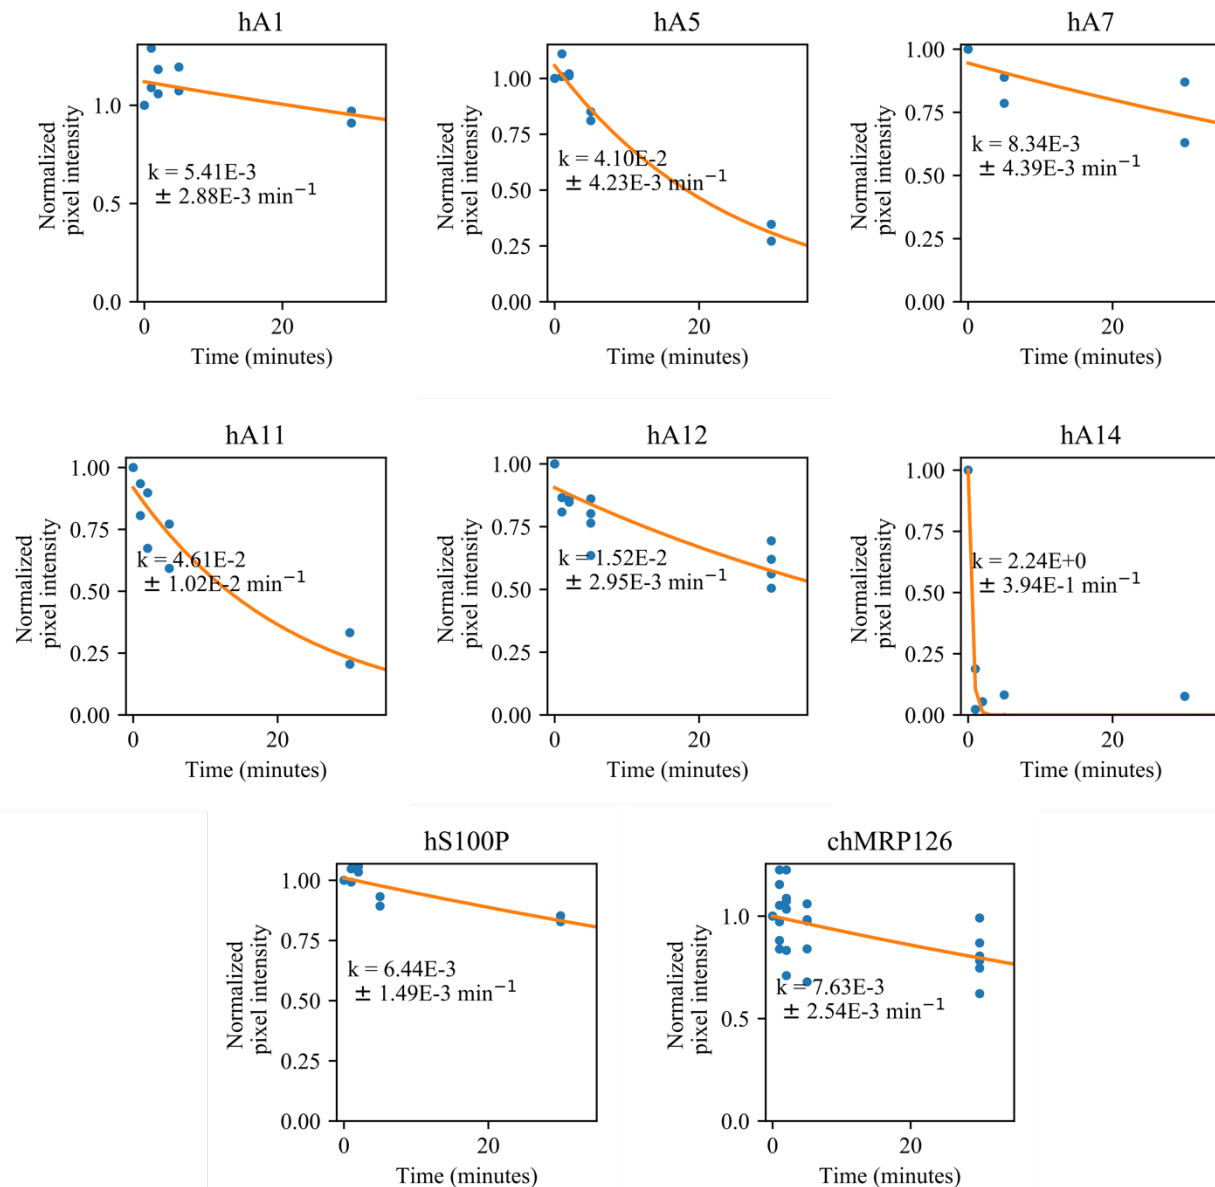 hA1
Normalized
pixel intensity
1.0
0.5
0.0
k = 5.41E-3
± 2.88E-3 min⁻¹
0
20
Time (minutes)
hA5
Normalized
pixel intensity
1.00
0.75
0.50
0.25
0.00
k = 4.10E-2
± 4.23E-3 min⁻¹
0
20
Time (minutes)
hA7
Normalized
pixel intensity
1.00
0.75
0.50
0.25
0.00
k = 8.34E-3
± 4.39E-3 min⁻¹
0
20
Time (minutes)
hA11
Normalized
pixel intensity
1.00
0.75
0.50
0.25
0.00
k = 4.61E-2
± 1.02E-2 min⁻¹
0
20
Time (minutes)
hA12
Normalized
pixel intensity
1.00
0.75
0.50
0.25
0.00
k = 1.52E-2
± 2.95E-3 min⁻¹
0
20
Time (minutes)
hA14
Normalized
pixel intensity
1.00
0.75
0.50
0.25
0.00
k = 2.24E+0
± 3.94E-1 min⁻¹
0
20
Time (minutes)
hS100P
Normalized
pixel intensity
1.00
0.75
0.50
0.25
0.00
k = 6.44E-3
± 1.49E-3 min⁻¹
0
20
Time (minutes)
chMRP126
Normalized
pixel intensity
1.0
0.5
0.0
k = 7.63E-3
± 2.54E-3 min⁻¹
0
20
Time (minutes)